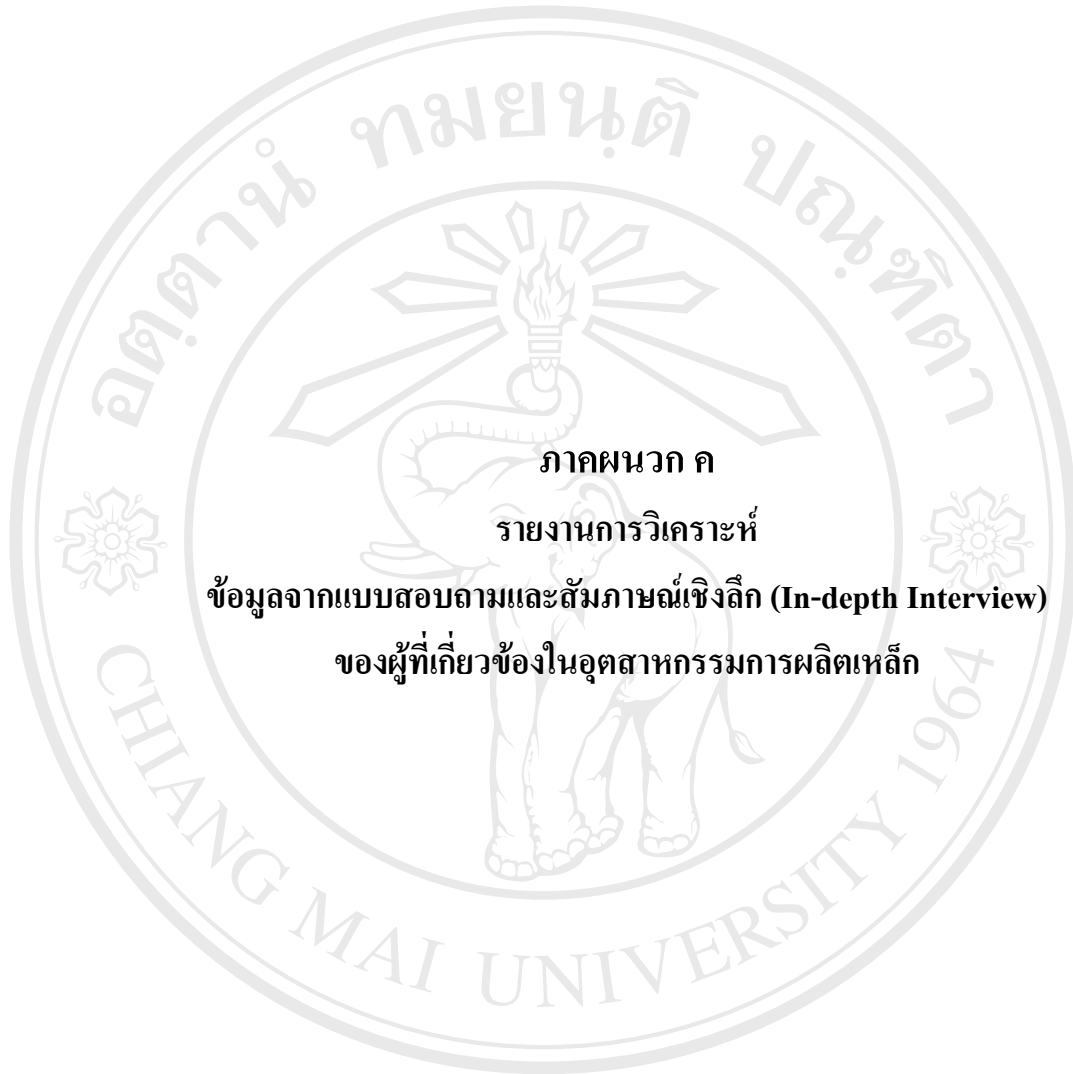 อตฺตานํ ทมยนฺติ ปณฺฑิตา
ภาคผนวก ค
รายงานการวิเคราะห์
ข้อมูลจากแบบสอบถามและสัมภาษณ์เชิงลึก (In-depth Interview)
ของผู้ที่เกี่ยวข้องในอุตสาหกรรมการผลิตเหล็ก
CHIANG MAI UNIVERSITY 1964